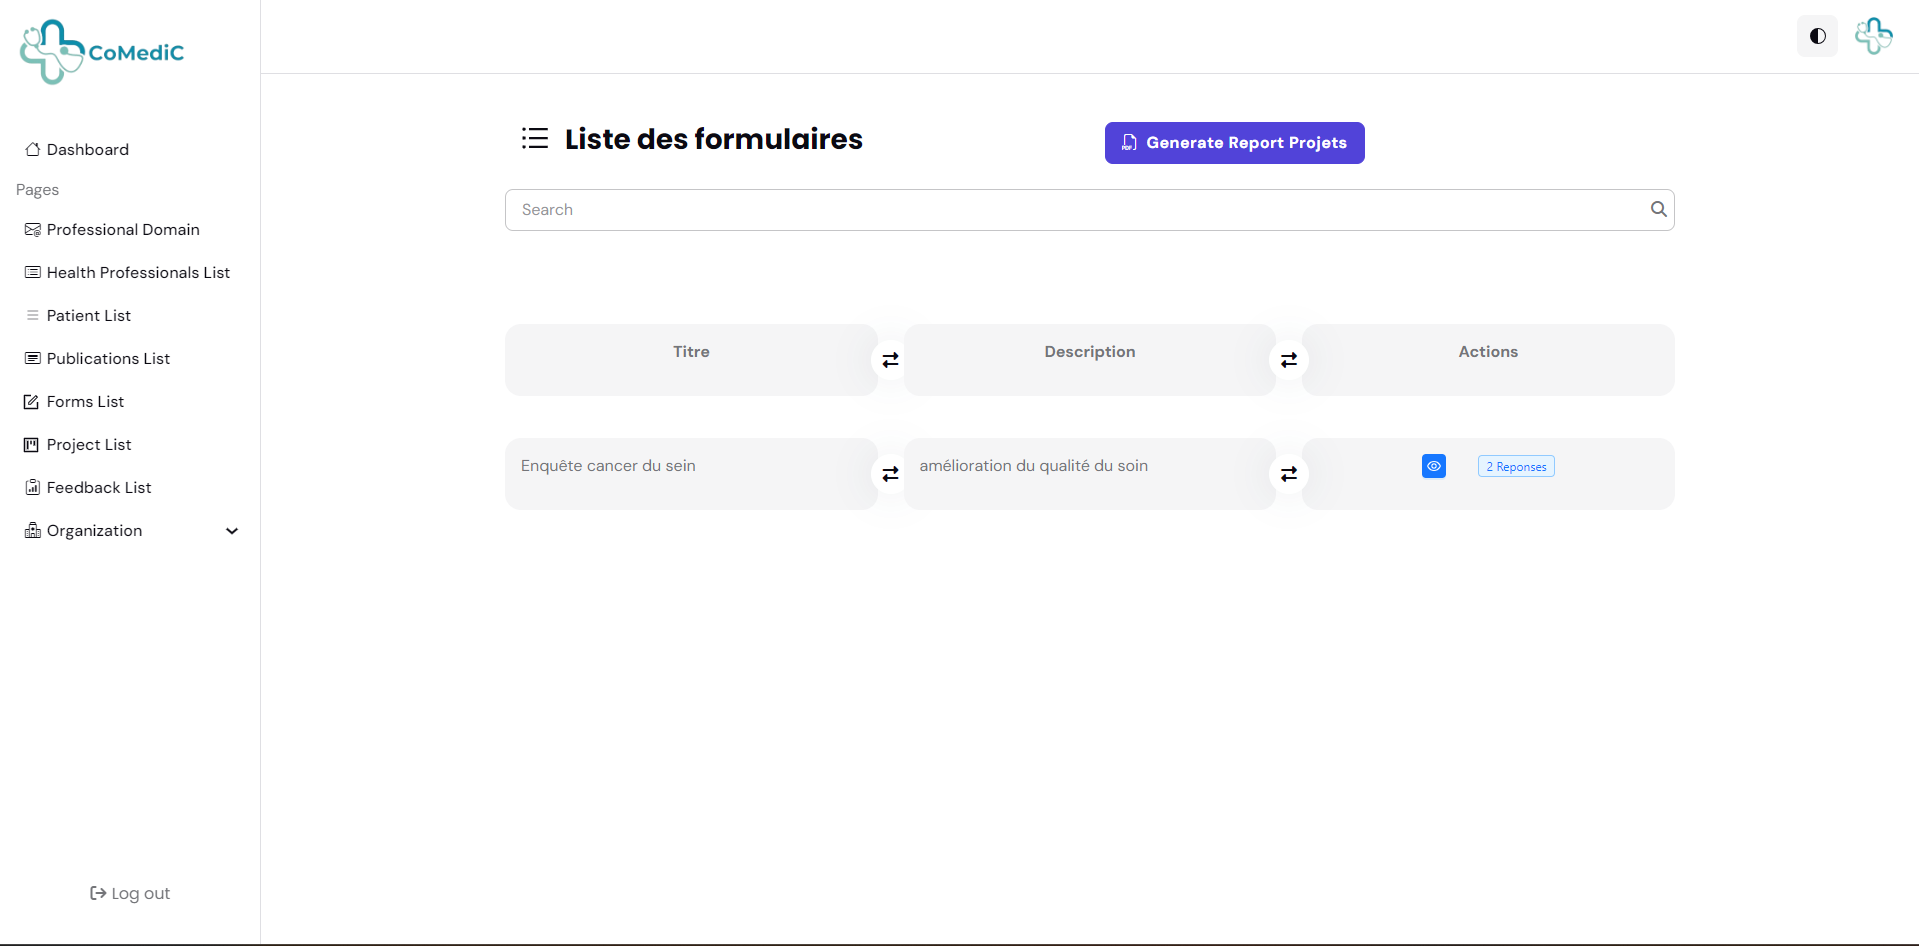 CoMediC
Dashboard
Pages
Professional Domain
Health Professionals List
Patient List
Publications List
Forms List
Project List
Feedback List
Organization
Log out
Liste des formulaires
PDF Generate Report Projets
Search
Titre Description Actions
Enquête cancer du sein amélioration du qualité du soin 2 Reponses